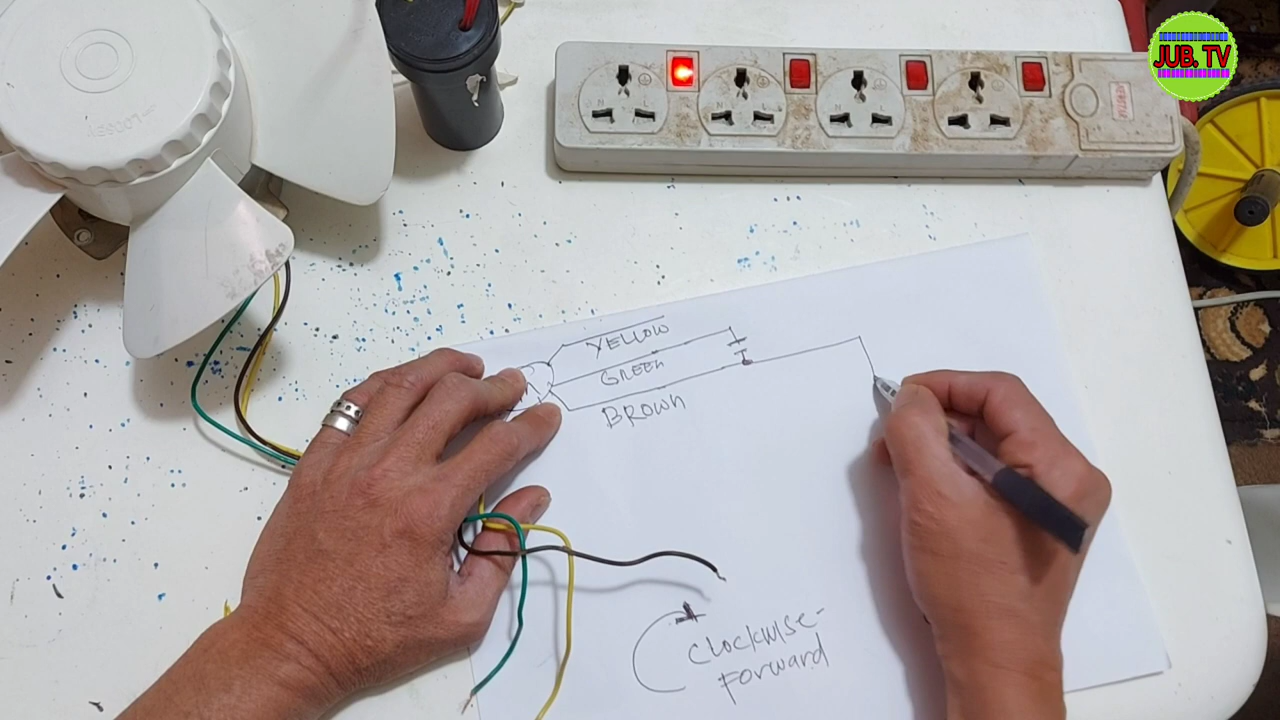 JUB. TV
YELLOW
GREEN
BROWN
CLOCKWISE-
FORWARD